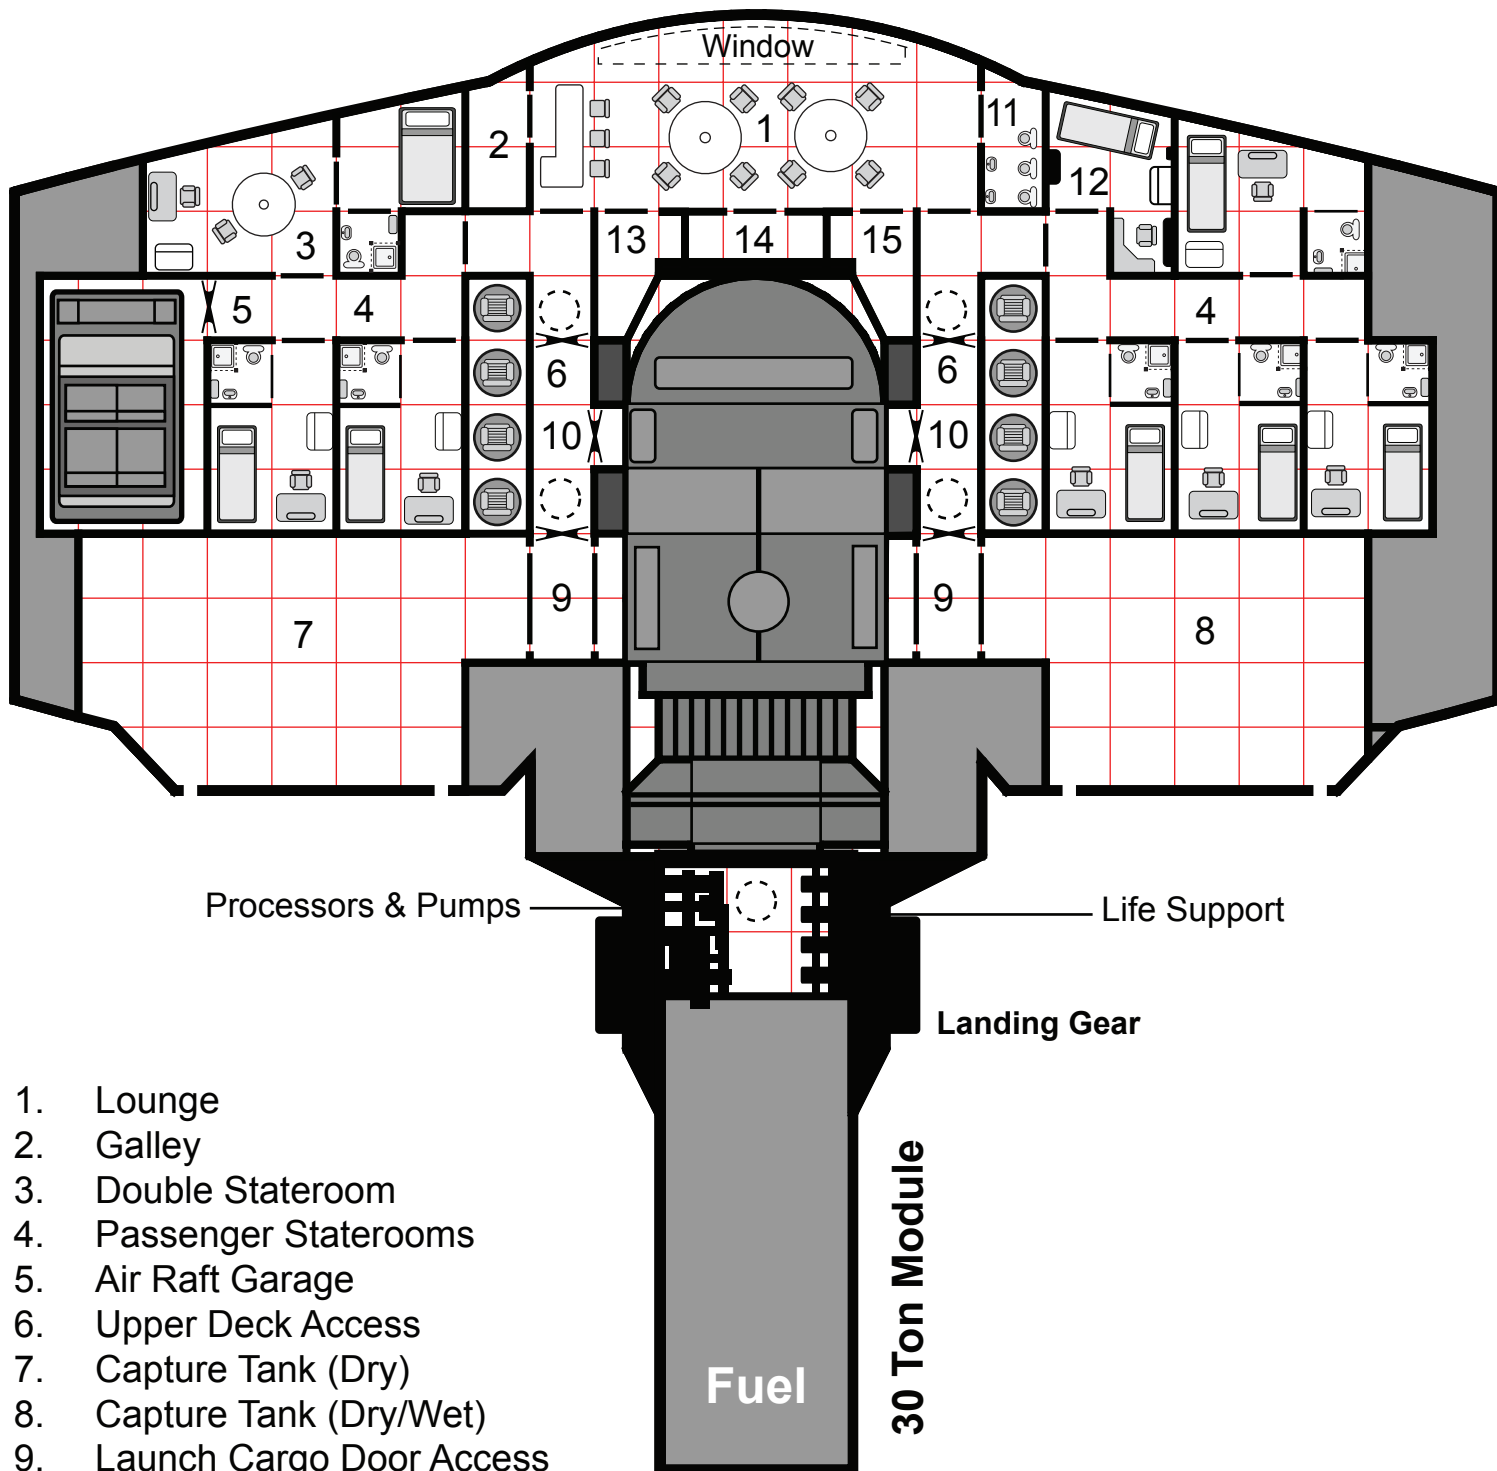 Window
1
2
11
12
3
13
14
15
5
4
4
6
6
10
10
9
9
7
8
Processors & Pumps
Life Support
Landing Gear
1. Lounge
2. Galley
3. Double Stateroom
4. Passenger Staterooms
5. Air Raft Garage
6. Upper Deck Access
7. Capture Tank (Dry)
8. Capture Tank (Dry/Wet)
9. Launch Cargo Door Access
Fuel
30 Ton Module